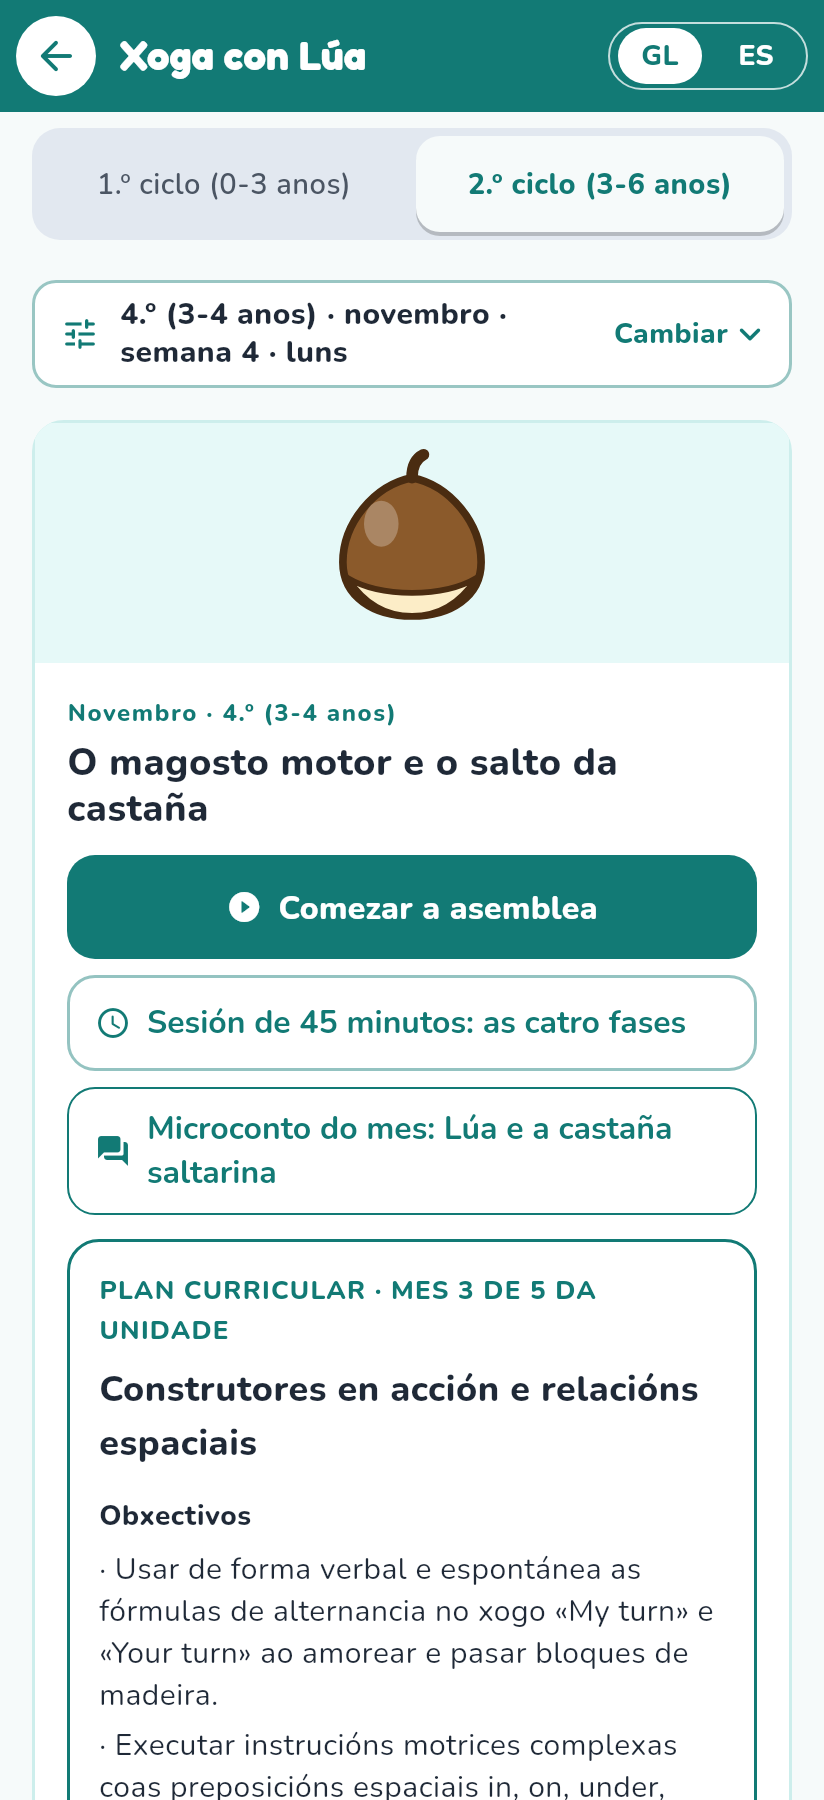 Xoga con Lúa
GL ES
1.º ciclo (0-3 anos)
2.º ciclo (3-6 anos)
4.º (3-4 anos) · novembro ·
semana 4 · luns
Cambiar
Novembro · 4.º (3-4 anos)
O magosto motor e o salto da
castaña
Comezar a asemblea
Sesión de 45 minutos: as catro fases
Microconto do mes: Lúa e a castaña
saltarina
PLAN CURRICULAR · MES 3 DE 5 DA
UNIDADE
Construtores en acción e relacións
espaciais
Obxectivos
· Usar de forma verbal e espontánea as
fórmulas de alternancia no xogo «My turn» e
«Your turn» ao amorear e pasar bloques de
madeira.
· Executar instrucións motrices complexas
coas preposicións espaciais in, on, under,